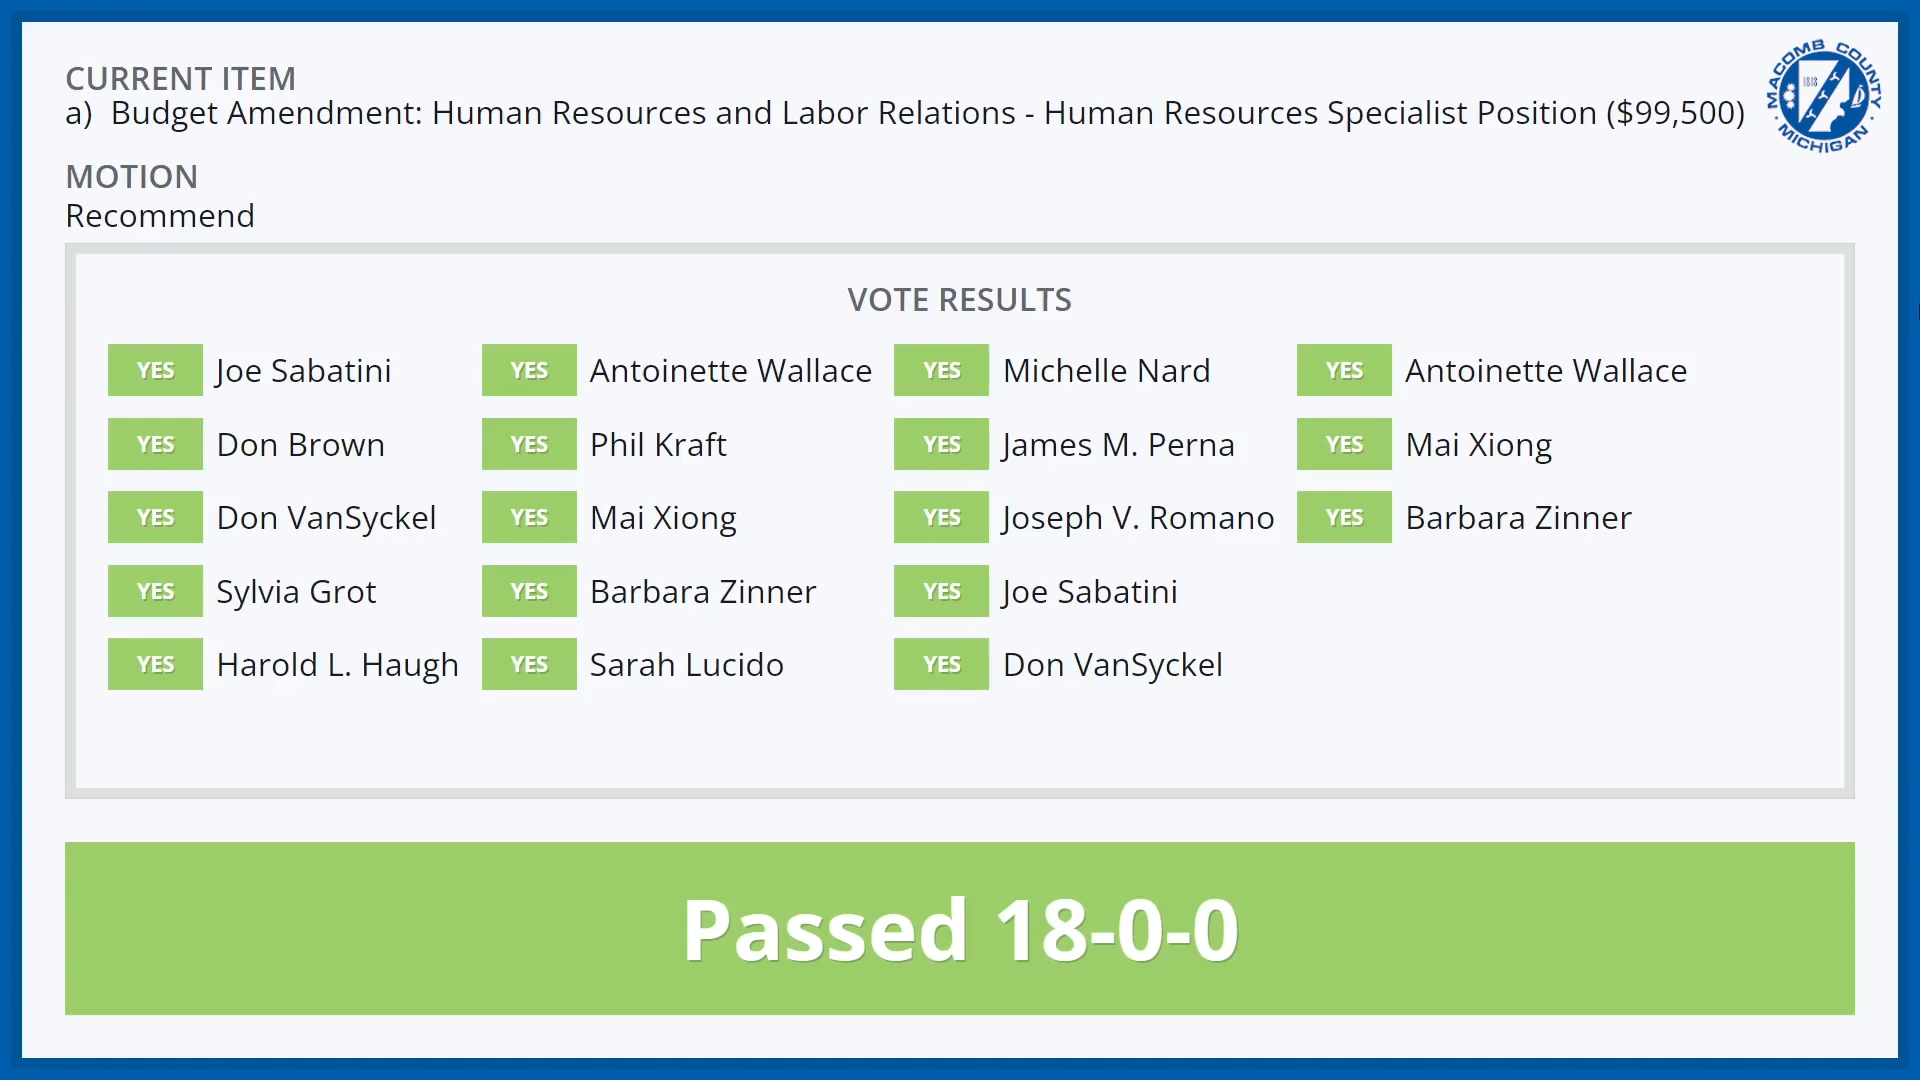 CURRENT ITEM
a) Budget Amendment: Human Resources and Labor Relations - Human Resources Specialist Position ($99,500)
MACOMB COUNTY
1818
MICHIGAN
MOTION
Recommend
VOTE RESULTS
YES Joe Sabatini YES Antoinette Wallace YES Michelle Nard YES Antoinette Wallace
YES Don Brown YES Phil Kraft YES James M. Perna YES Mai Xiong
YES Don VanSyckel YES Mai Xiong YES Joseph V. Romano YES Barbara Zinner
YES Sylvia Grot YES Barbara Zinner YES Joe Sabatini
YES Harold L. Haugh YES Sarah Lucido YES Don VanSyckel
Passed 18-0-0